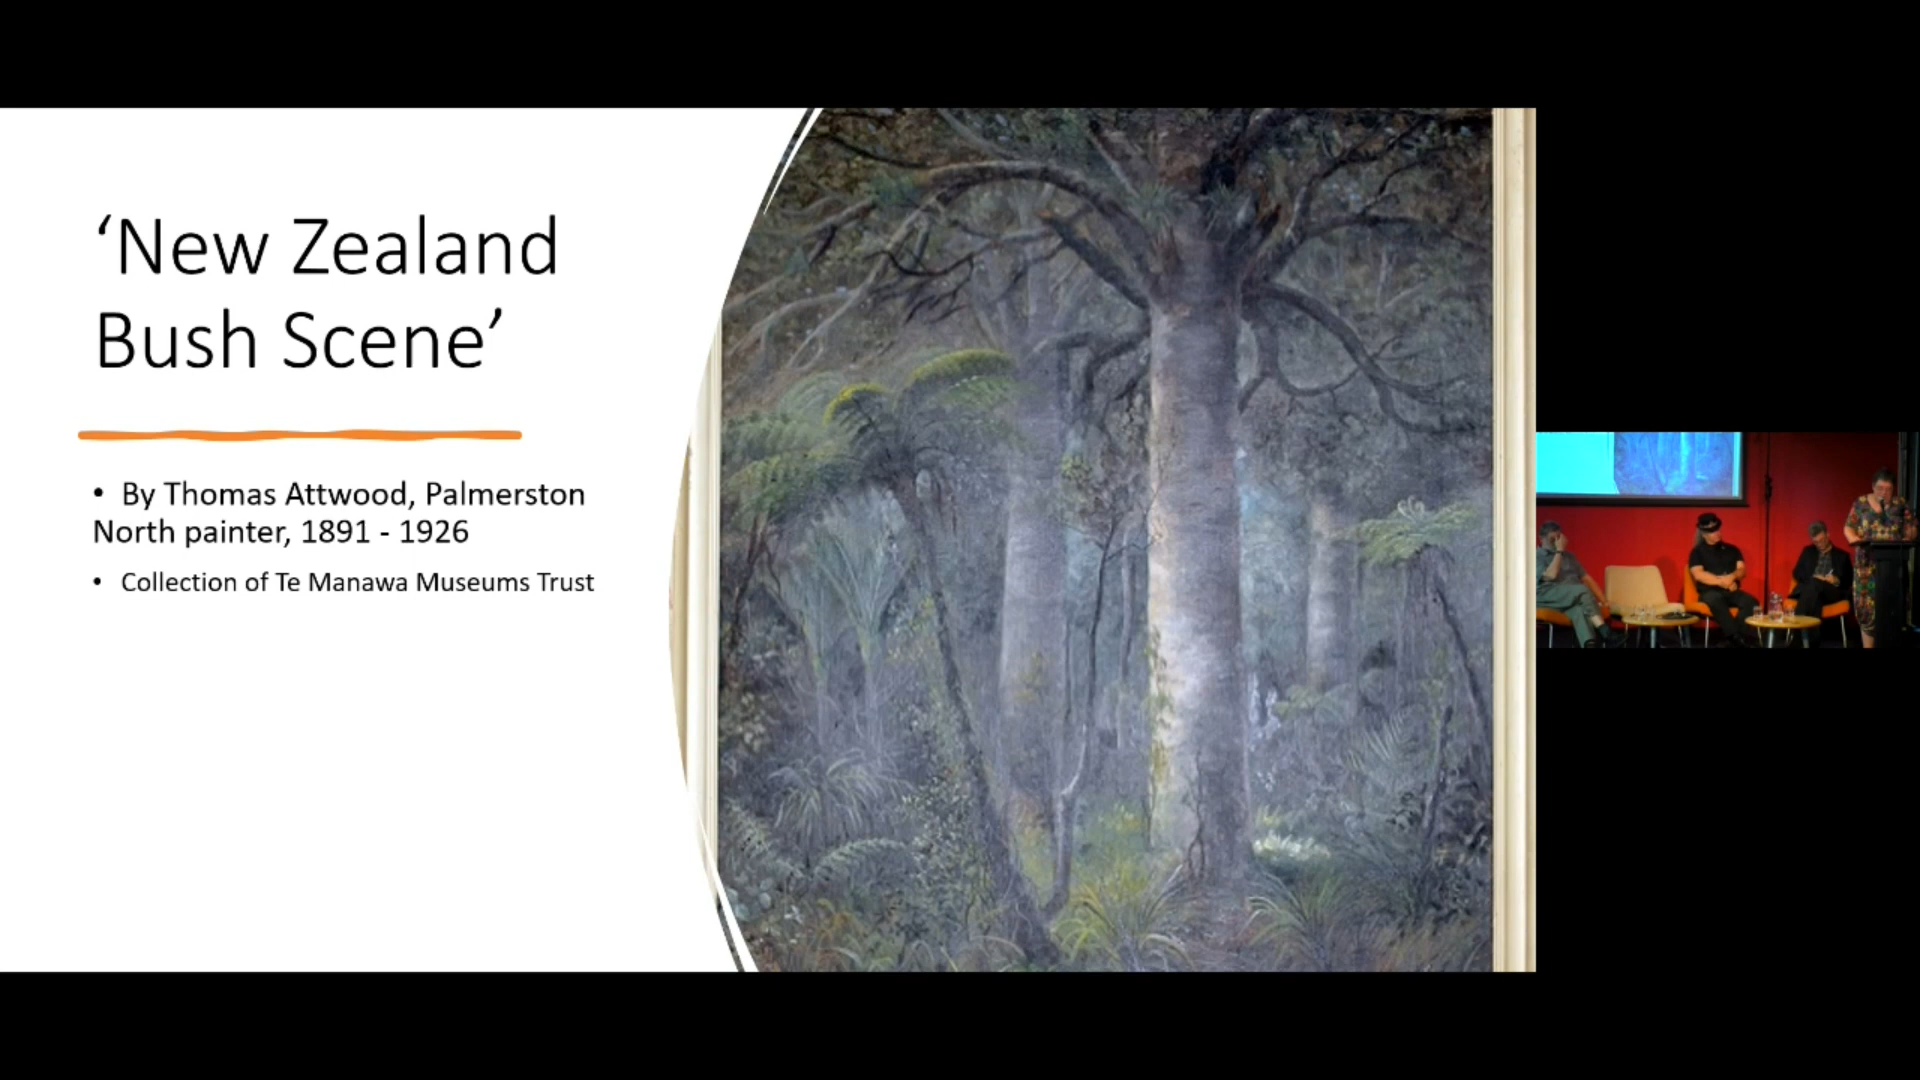 ‘New Zealand
Bush Scene’
• By Thomas Attwood, Palmerston
North painter, 1891 - 1926
• Collection of Te Manawa Museums Trust